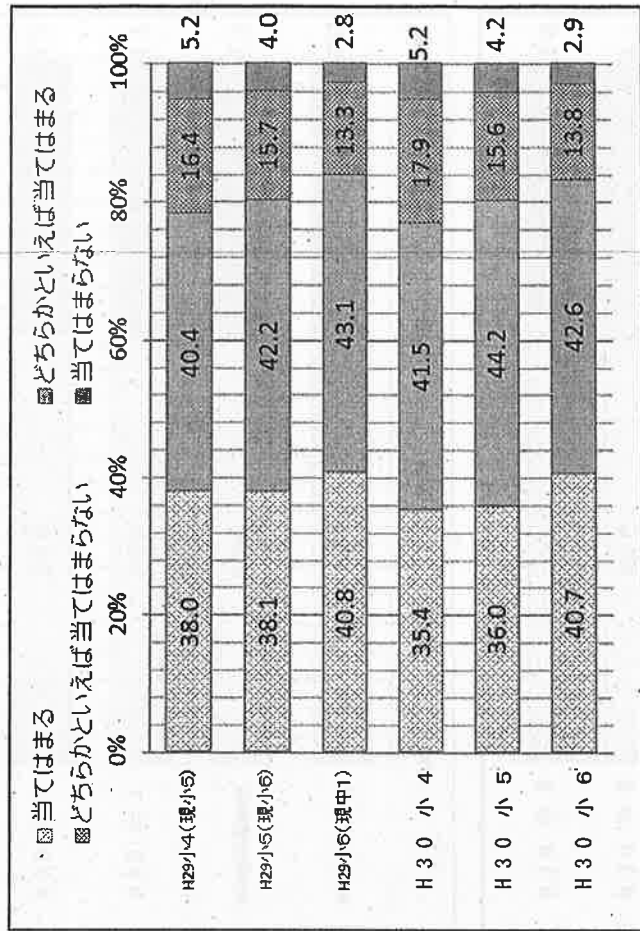 当てはまる どちらかといえば当てはまる
どちらかといえば当てはまらない 当てはまらない
0% 20% 40% 60% 80% 100%
H29小4(現小5) 38.0 40.4 16.4 5.2
H29小5(現小6) 38.1 42.2 15.7 4.0
H29小6(現中1) 40.8 43.1 13.3 2.8
H30 小4 35.4 41.5 17.9 5.2
H30 小5 36.0 44.2 15.6 4.2
H30 小6 40.7 42.6 13.8 2.9